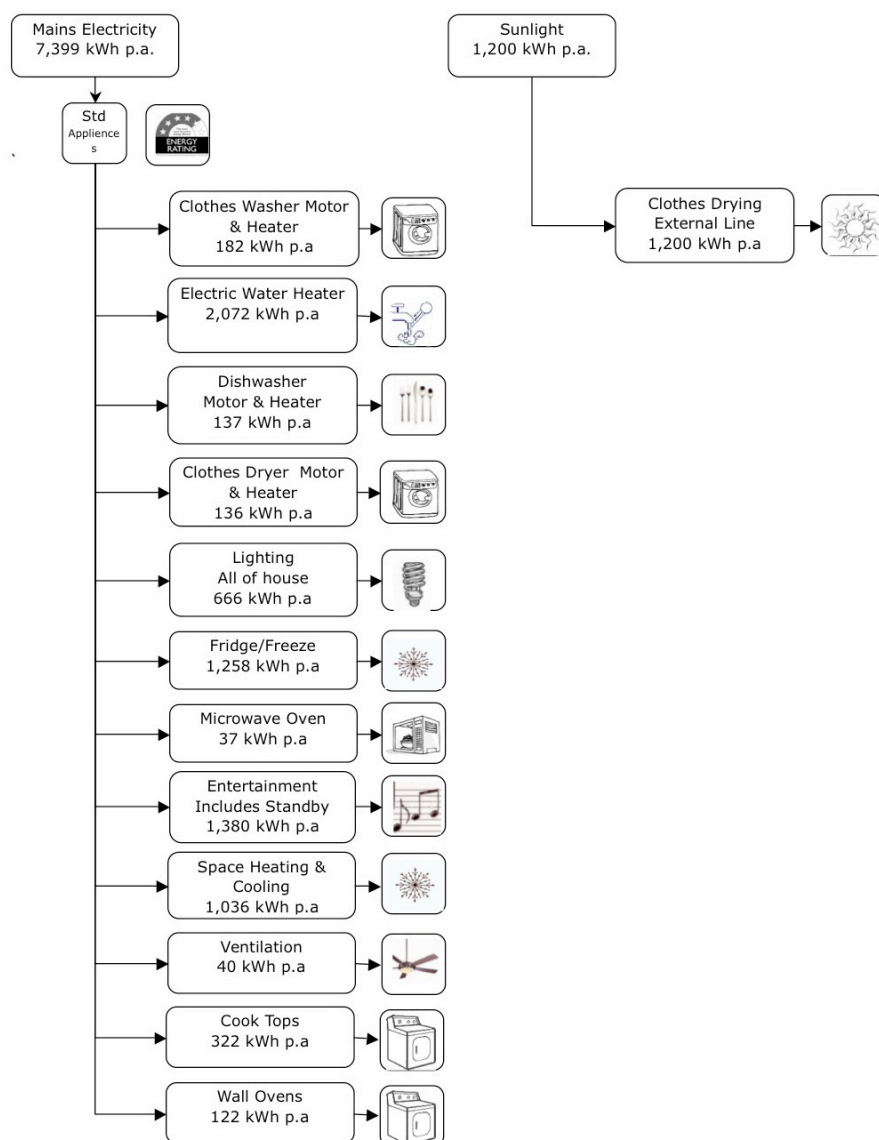 Mains Electricity
7,399 kWh p.a.
Sunlight
1,200 kWh p.a.
Std
Applience
s
ENERGY
RATING
Clothes Washer Motor
& Heater
182 kWh p.a
Clothes Drying
External Line
1,200 kWh p.a
Electric Water Heater
2,072 kWh p.a
Dishwasher
Motor & Heater
137 kWh p.a
Clothes Dryer Motor
& Heater
136 kWh p.a
Lighting
All of house
666 kWh p.a
Fridge/Freeze
1,258 kWh p.a
Microwave Oven
37 kWh p.a
Entertainment
Includes Standby
1,380 kWh p.a
Space Heating &
Cooling
1,036 kWh p.a
Ventilation
40 kWh p.a
Cook Tops
322 kWh p.a
Wall Ovens
122 kWh p.a